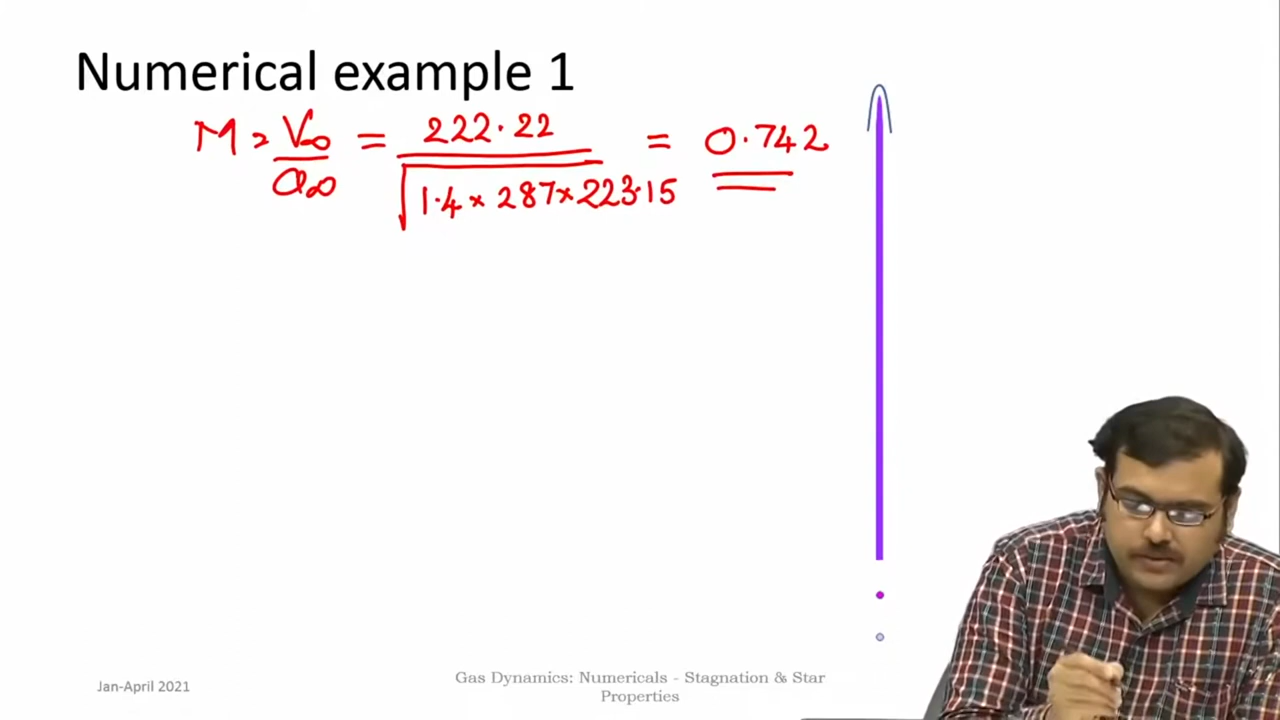 Numerical example 1
M = V∞/a∞ = 222.22/√(1.4 × 287 × 223.15) = 0.742
Jan-April 2021
Gas Dynamics: Numericals - Stagnation & Star
Properties